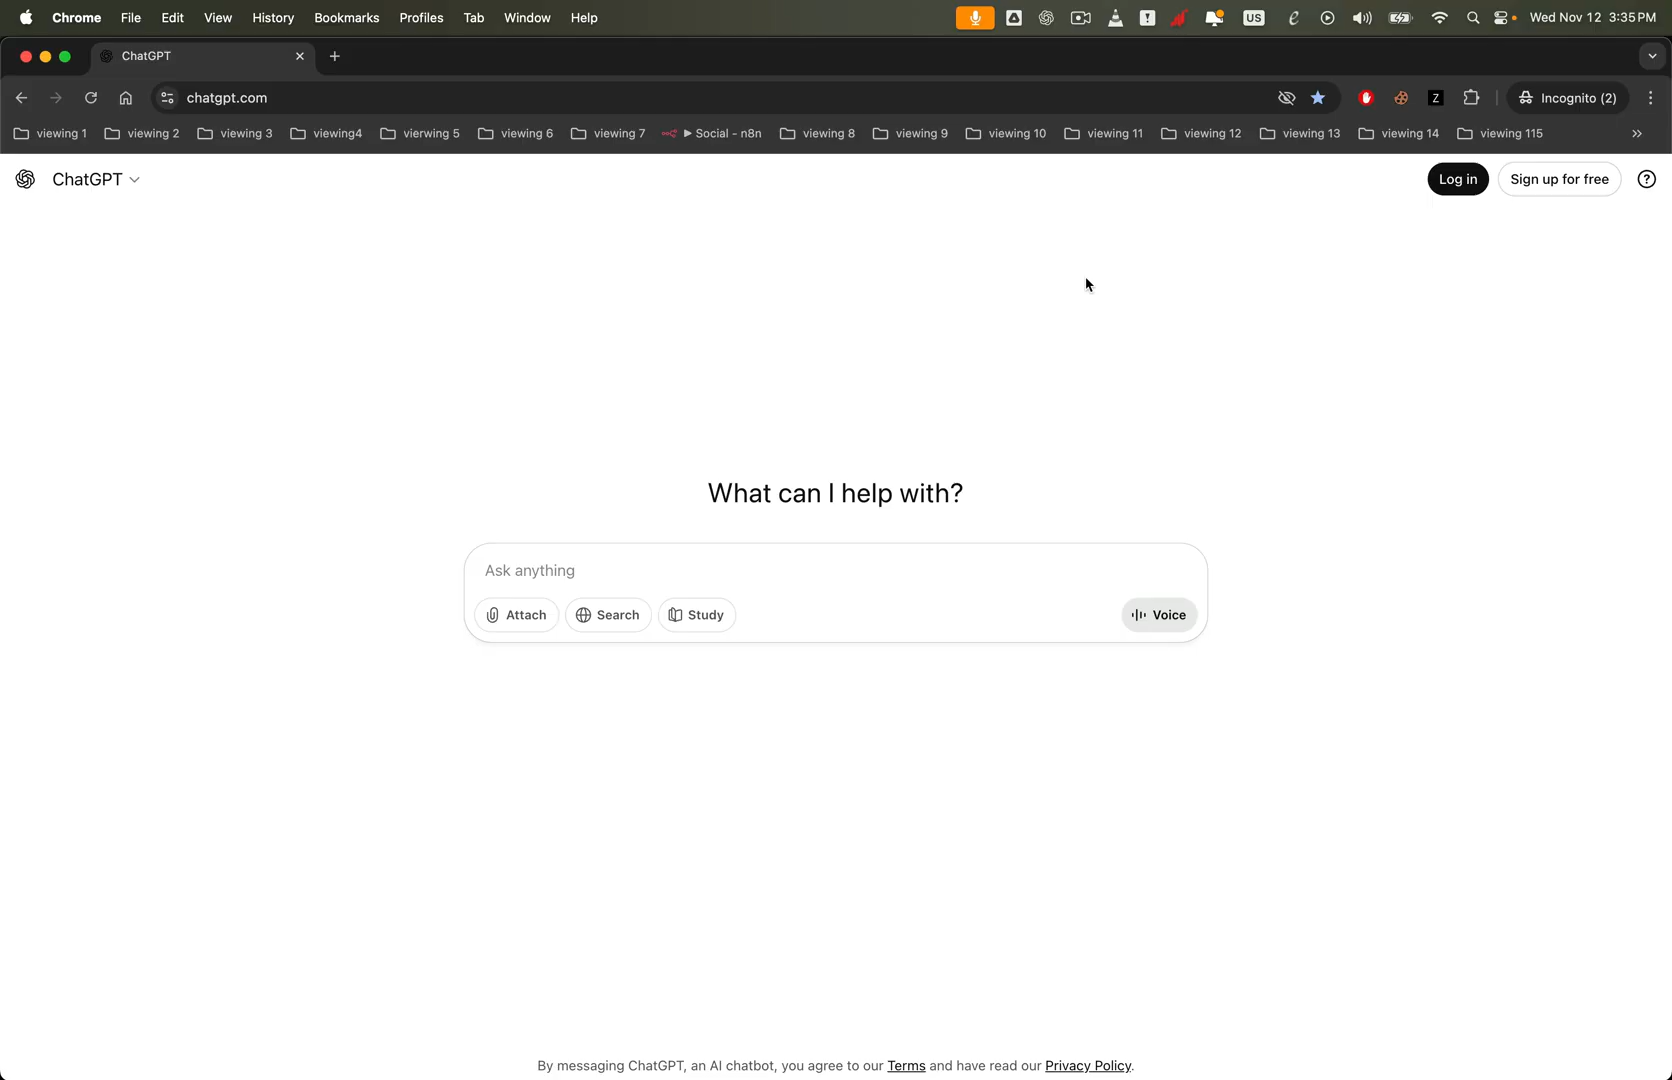 Chrome File Edit View History Bookmarks Profiles Tab Window Help US Wed Nov 12 3:35 PM
ChatGPT
chatgpt.com Z Incognito (2)
viewing 1 viewing 2 viewing 3 viewing4 vierwing 5 viewing 6 viewing 7 ▶ Social - n8n viewing 8 viewing 9 viewing 10 viewing 11 viewing 12 viewing 13 viewing 14 viewing 115 »
ChatGPT Log in Sign up for free
What can I help with?
Ask anything
Attach Search Study Voice
By messaging ChatGPT, an AI chatbot, you agree to our Terms and have read our Privacy Policy.